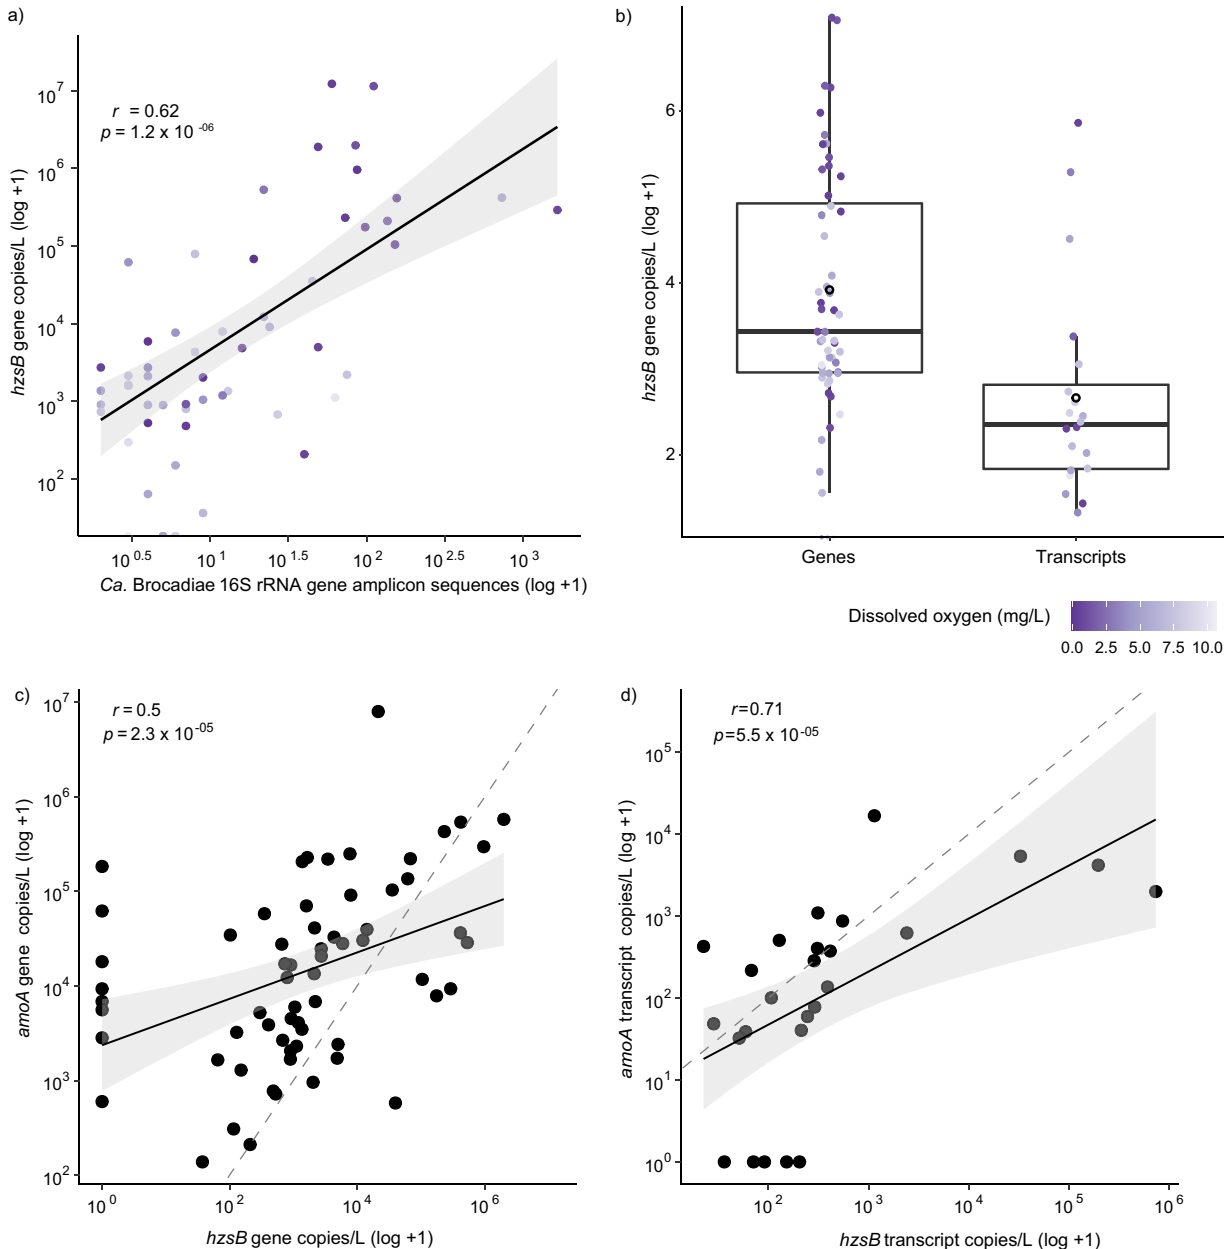 a)
r = 0.62
p = 1.2 x 10 -06
hzsB gene copies/L (log +1)
10^7
10^6
10^5
10^4
10^3
10^2
10^0.5
10^1
10^1.5
10^2
10^2.5
10^3
Ca. Brocadiae 16S rRNA gene amplicon sequences (log +1)
b)
hzsB gene copies/L (log +1)
6
4
2
Genes
Transcripts
Dissolved oxygen (mg/L)
0.0 2.5 5.0 7.5 10.0
c)
r = 0.5
p = 2.3 x 10 -05
amoA gene copies/L (log +1)
10^7
10^6
10^5
10^4
10^3
10^2
10^0
10^2
10^4
10^6
hzsB gene copies/L (log +1)
d)
r=0.71
p=5.5 x 10 -05
amoA transcript copies/L (log +1)
10^5
10^4
10^3
10^2
10^1
10^0
10^2
10^3
10^4
10^5
10^6
hzsB transcript copies/L (log +1)